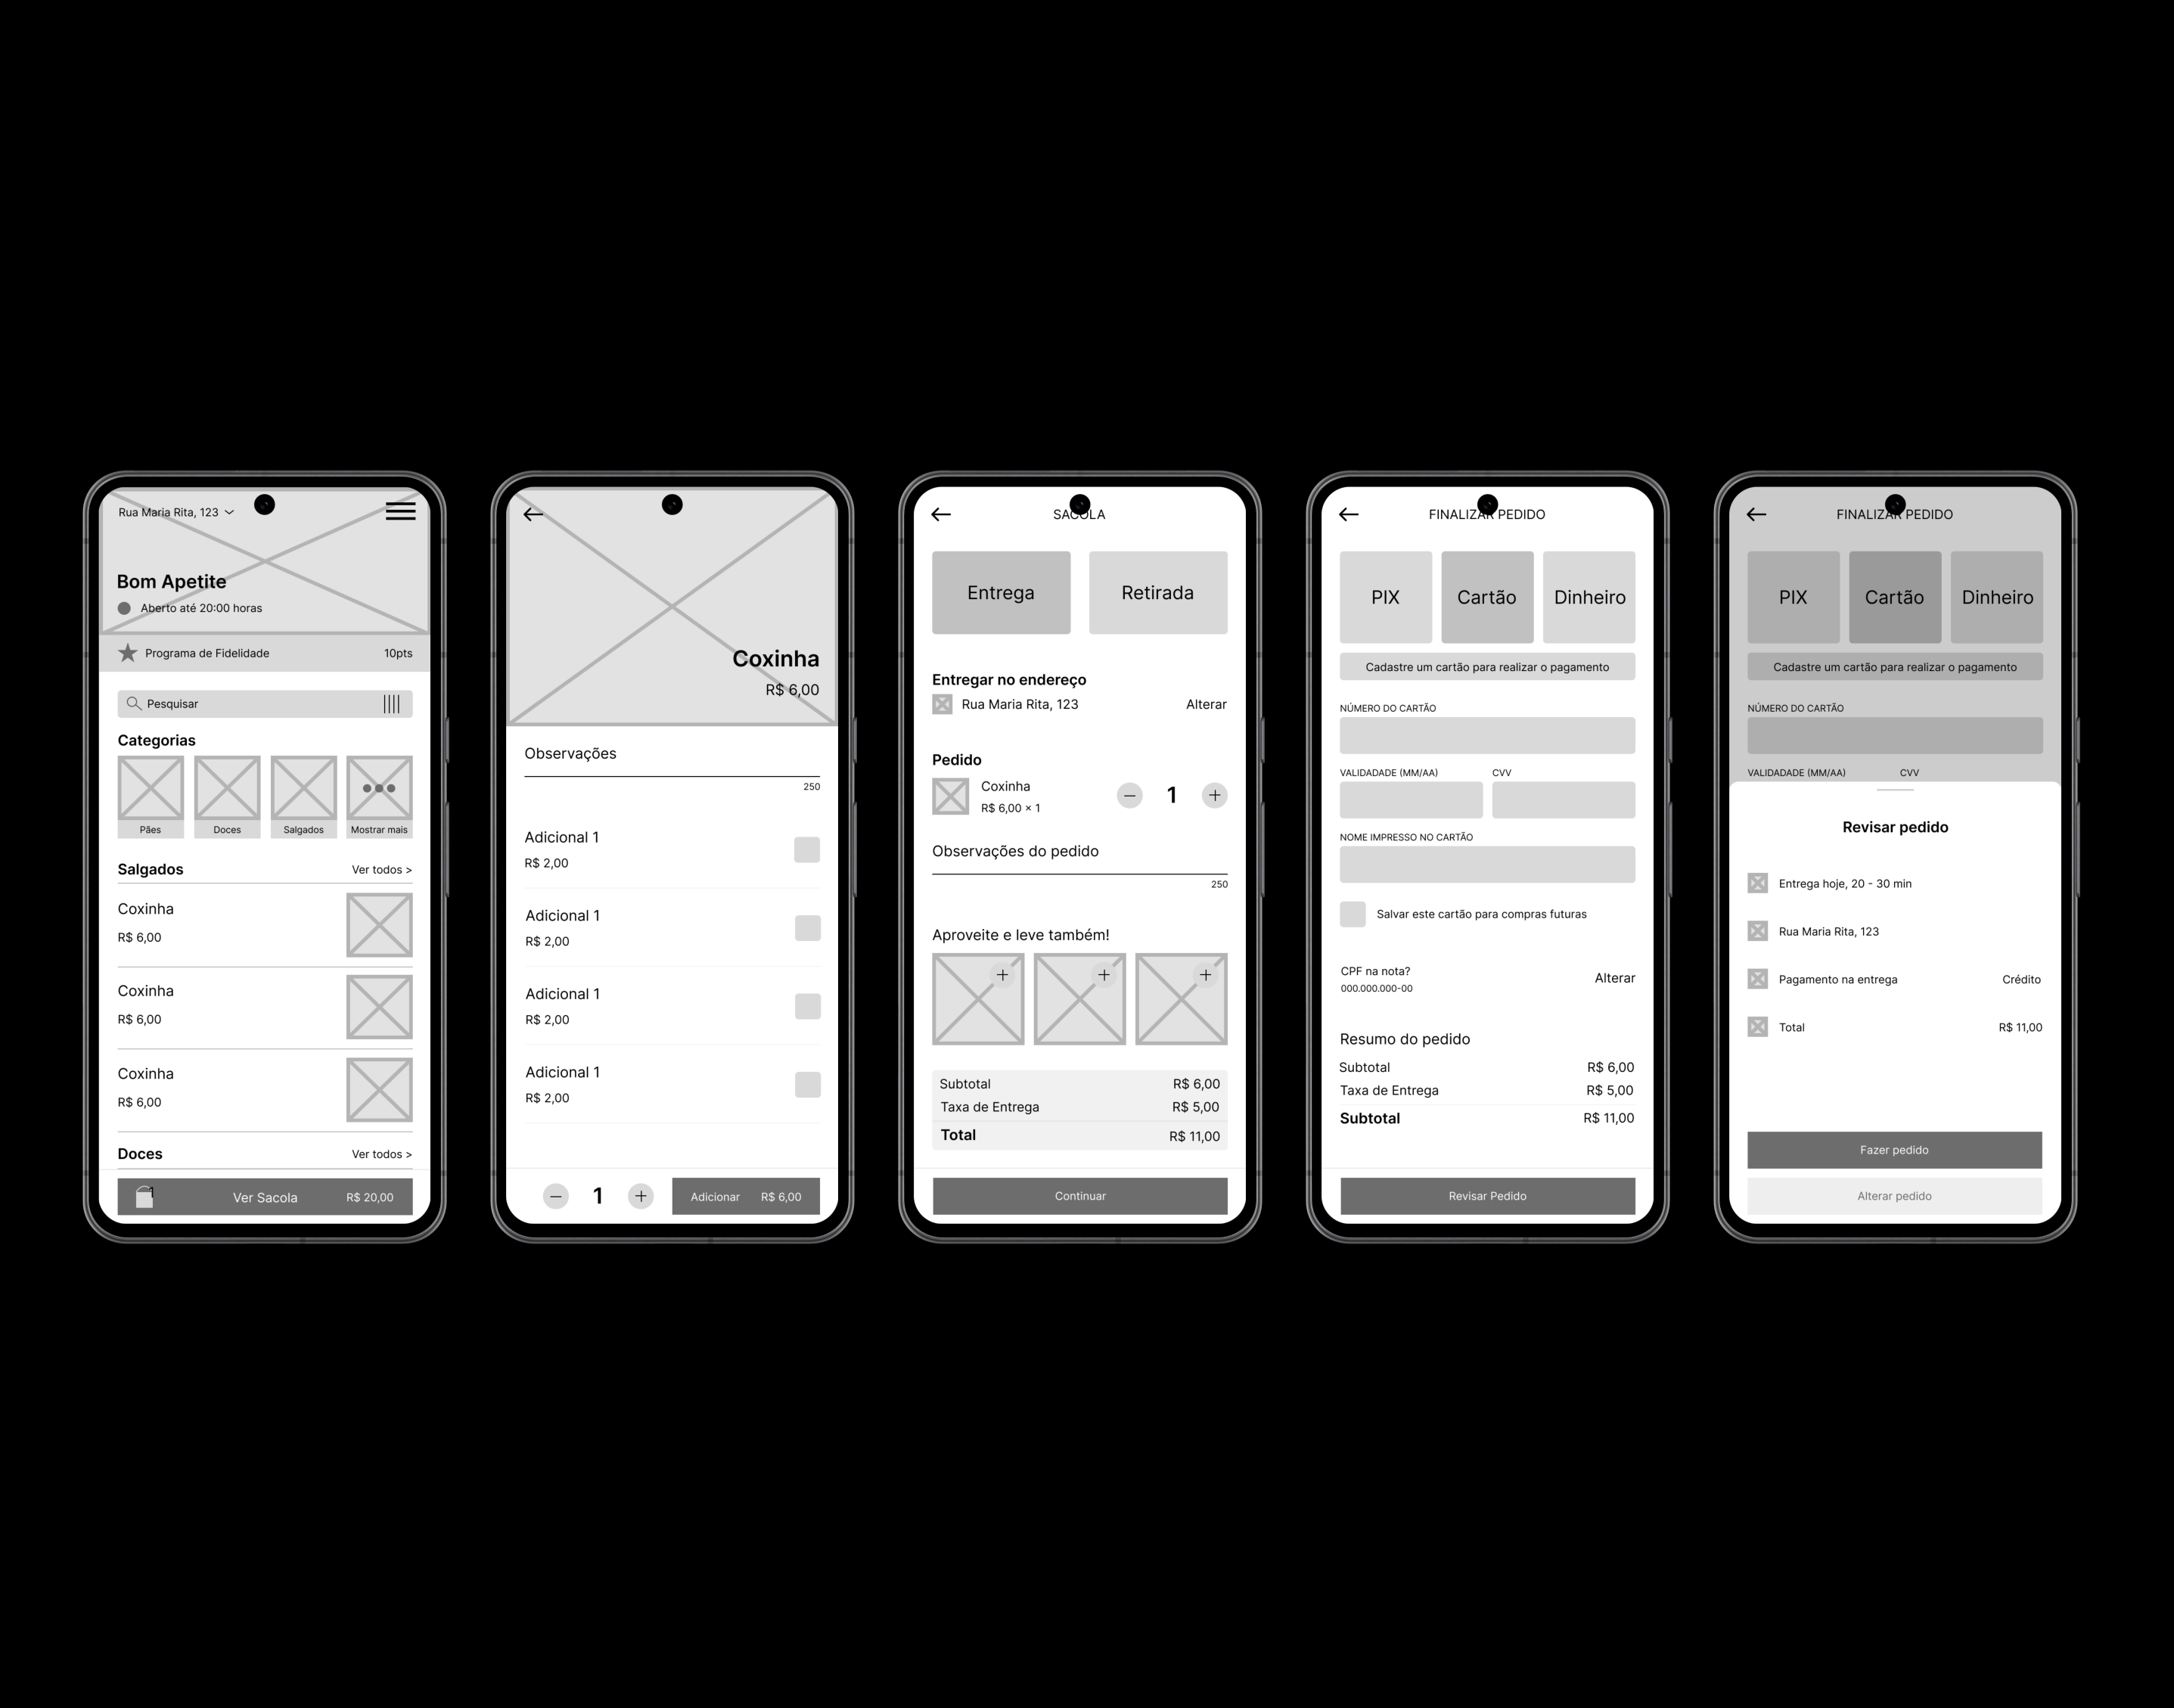 Rua Maria Rita, 123
Bom Apetite
Aberto até 20:00 horas
Programa de Fidelidade 10pts
Pesquisar
Categorias
Pães Doces Salgados Mostrar mais
Salgados Ver todos >
Coxinha
R$ 6,00
Coxinha
R$ 6,00
Coxinha
R$ 6,00
Doces Ver todos >
1 Ver Sacola R$ 20,00
Coxinha
R$ 6,00
Observações
250
Adicional 1
R$ 2,00
Adicional 1
R$ 2,00
Adicional 1
R$ 2,00
Adicional 1
R$ 2,00
− 1 + Adicionar R$ 6,00
SACOLA
Entrega Retirada
Entregar no endereço
Rua Maria Rita, 123 Alterar
Pedido
Coxinha
R$ 6,00 × 1 − 1 +
Observações do pedido
250
Aproveite e leve também!
+ + +
Subtotal R$ 6,00
Taxa de Entrega R$ 5,00
Total R$ 11,00
Continuar
FINALIZAR PEDIDO
PIX Cartão Dinheiro
Cadastre um cartão para realizar o pagamento
NÚMERO DO CARTÃO
VALIDADADE (MM/AA) CVV
NOME IMPRESSO NO CARTÃO
Salvar este cartão para compras futuras
CPF na nota?
000.000.000-00 Alterar
Resumo do pedido
Subtotal R$ 6,00
Taxa de Entrega R$ 5,00
Subtotal R$ 11,00
Revisar Pedido
FINALIZAR PEDIDO
PIX Cartão Dinheiro
Cadastre um cartão para realizar o pagamento
NÚMERO DO CARTÃO
VALIDADADE (MM/AA) CVV
Revisar pedido
Entrega hoje, 20 - 30 min
Rua Maria Rita, 123
Pagamento na entrega Crédito
Total R$ 11,00
Fazer pedido
Alterar pedido